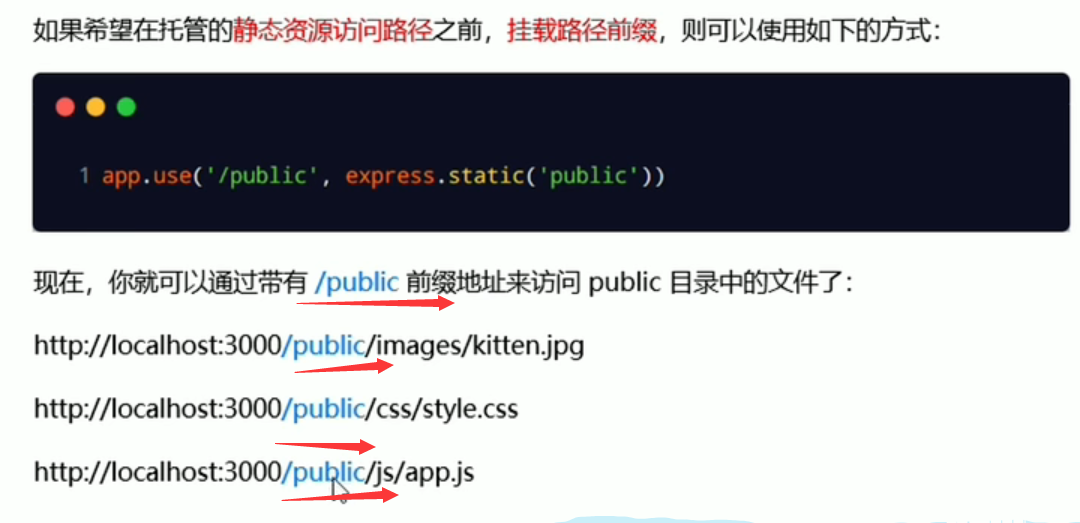 如果希望在托管的静态资源访问路径之前，挂载路径前缀，则可以使用如下的方式：
1 app.use('/public', express.static('public'))
现在，你就可以通过带有 /public 前缀地址来访问 public 目录中的文件了：
http://localhost:3000/public/images/kitten.jpg
http://localhost:3000/public/css/style.css
http://localhost:3000/public/js/app.js